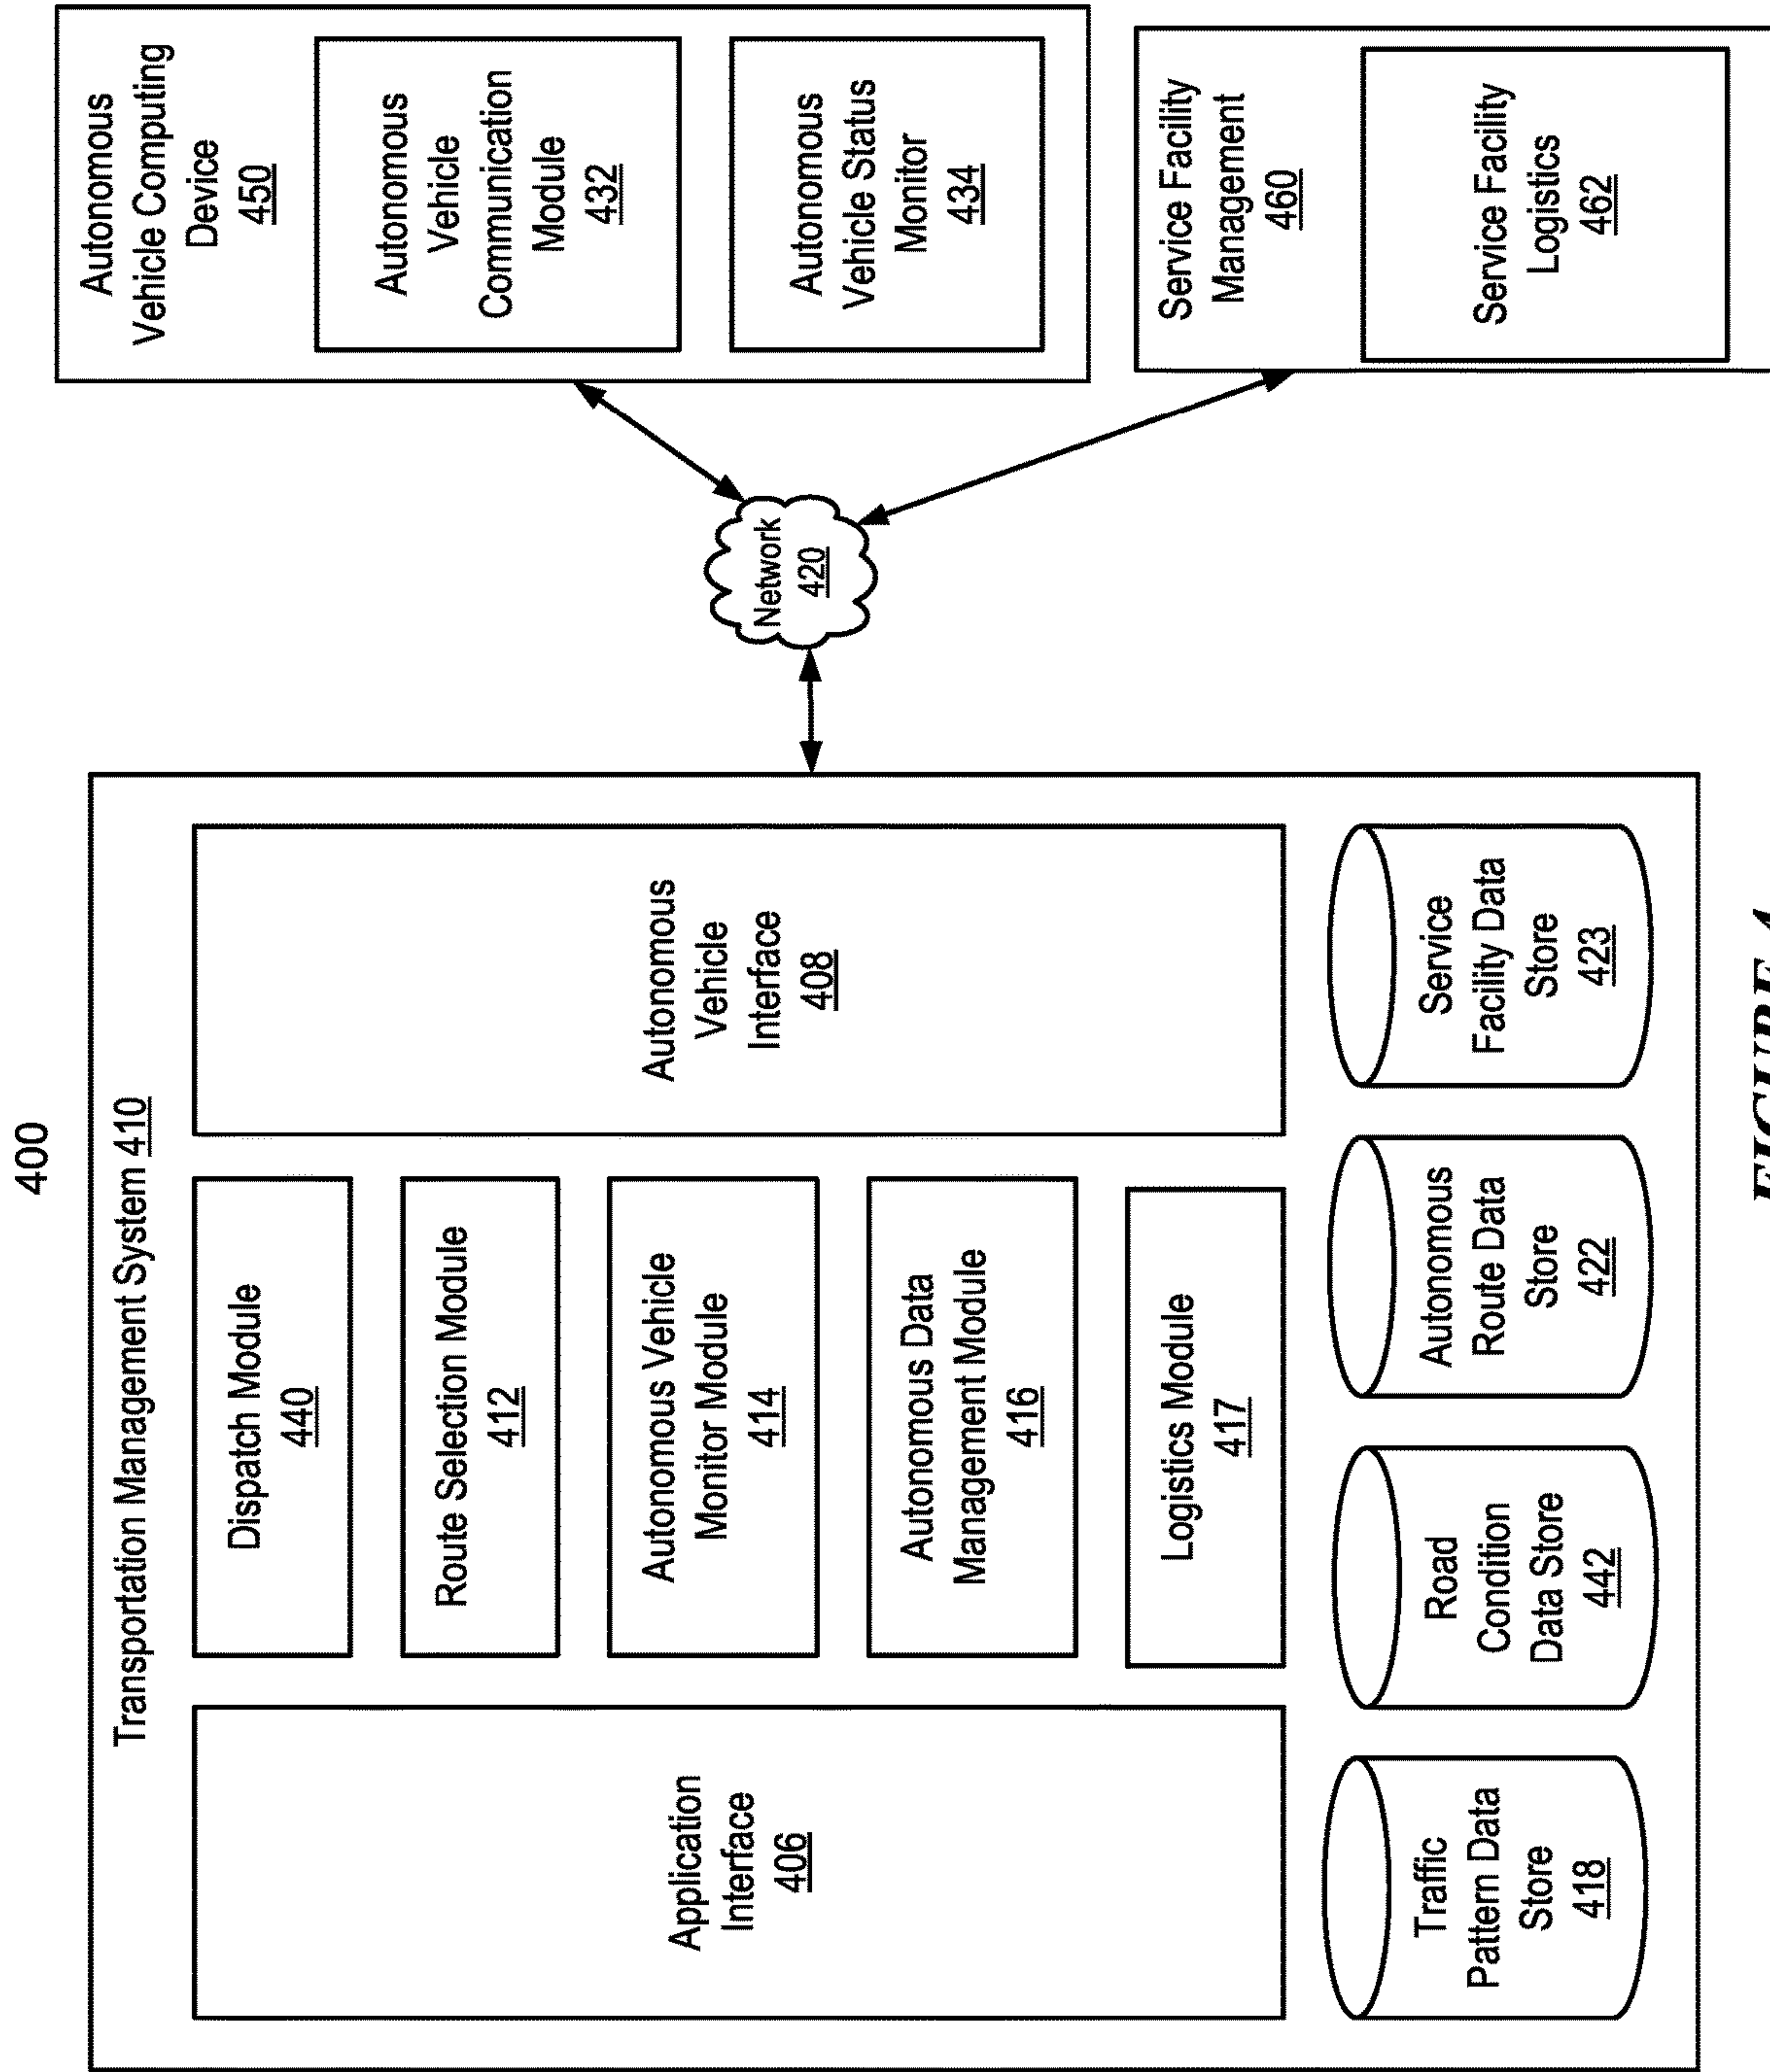 400
Transportation Management System 410
Application
Interface
406
Dispatch Module
440
Route Selection Module
412
Autonomous Vehicle
Monitor Module
414
Autonomous Data
Management Module
416
Logistics Module
417
Autonomous
Vehicle
Interface
408
Traffic
Pattern Data
Store
418
Road
Condition
Data Store
442
Autonomous
Route Data
Store
422
Service
Facility Data
Store
423
Network
420
Autonomous
Vehicle Computing
Device
450
Autonomous
Vehicle
Communication
Module
432
Autonomous
Vehicle Status
Monitor
434
Service Facility
Management
460
Service Facility
Logistics
462
FIGURE 4